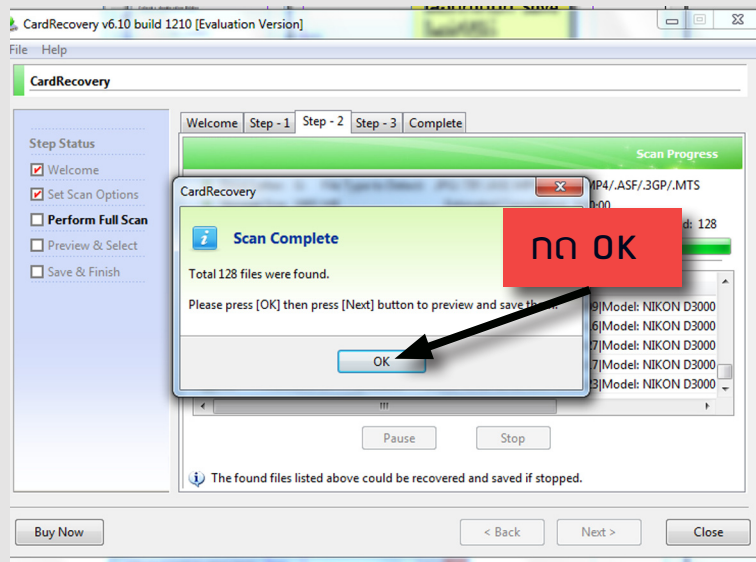 CardRecovery v6.10 build 1210 [Evaluation Version]
File Help
CardRecovery
Welcome Step - 1 Step - 2 Step - 3 Complete
Step Status
Welcome
Set Scan Options
Perform Full Scan
Preview & Select
Save & Finish
Scan Progress
MP4/.ASF/.3GP/.MTS
0:00
d: 128
CardRecovery
Scan Complete
Total 128 files were found.
Please press [OK] then press [Next] button to preview and save
OK
กด OK
Model: NIKON D3000
Model: NIKON D3000
Model: NIKON D3000
Model: NIKON D3000
Model: NIKON D3000
Pause Stop
The found files listed above could be recovered and saved if stopped.
Buy Now < Back Next > Close